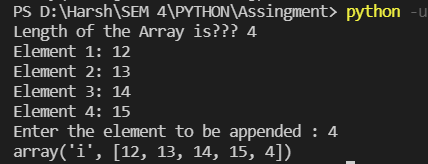 PS D:\Harsh\SEM 4\PYTHON\Assingment> python -u
Length of the Array is??? 4
Element 1: 12
Element 2: 13
Element 3: 14
Element 4: 15
Enter the element to be appended : 4
array('i', [12, 13, 14, 15, 4])